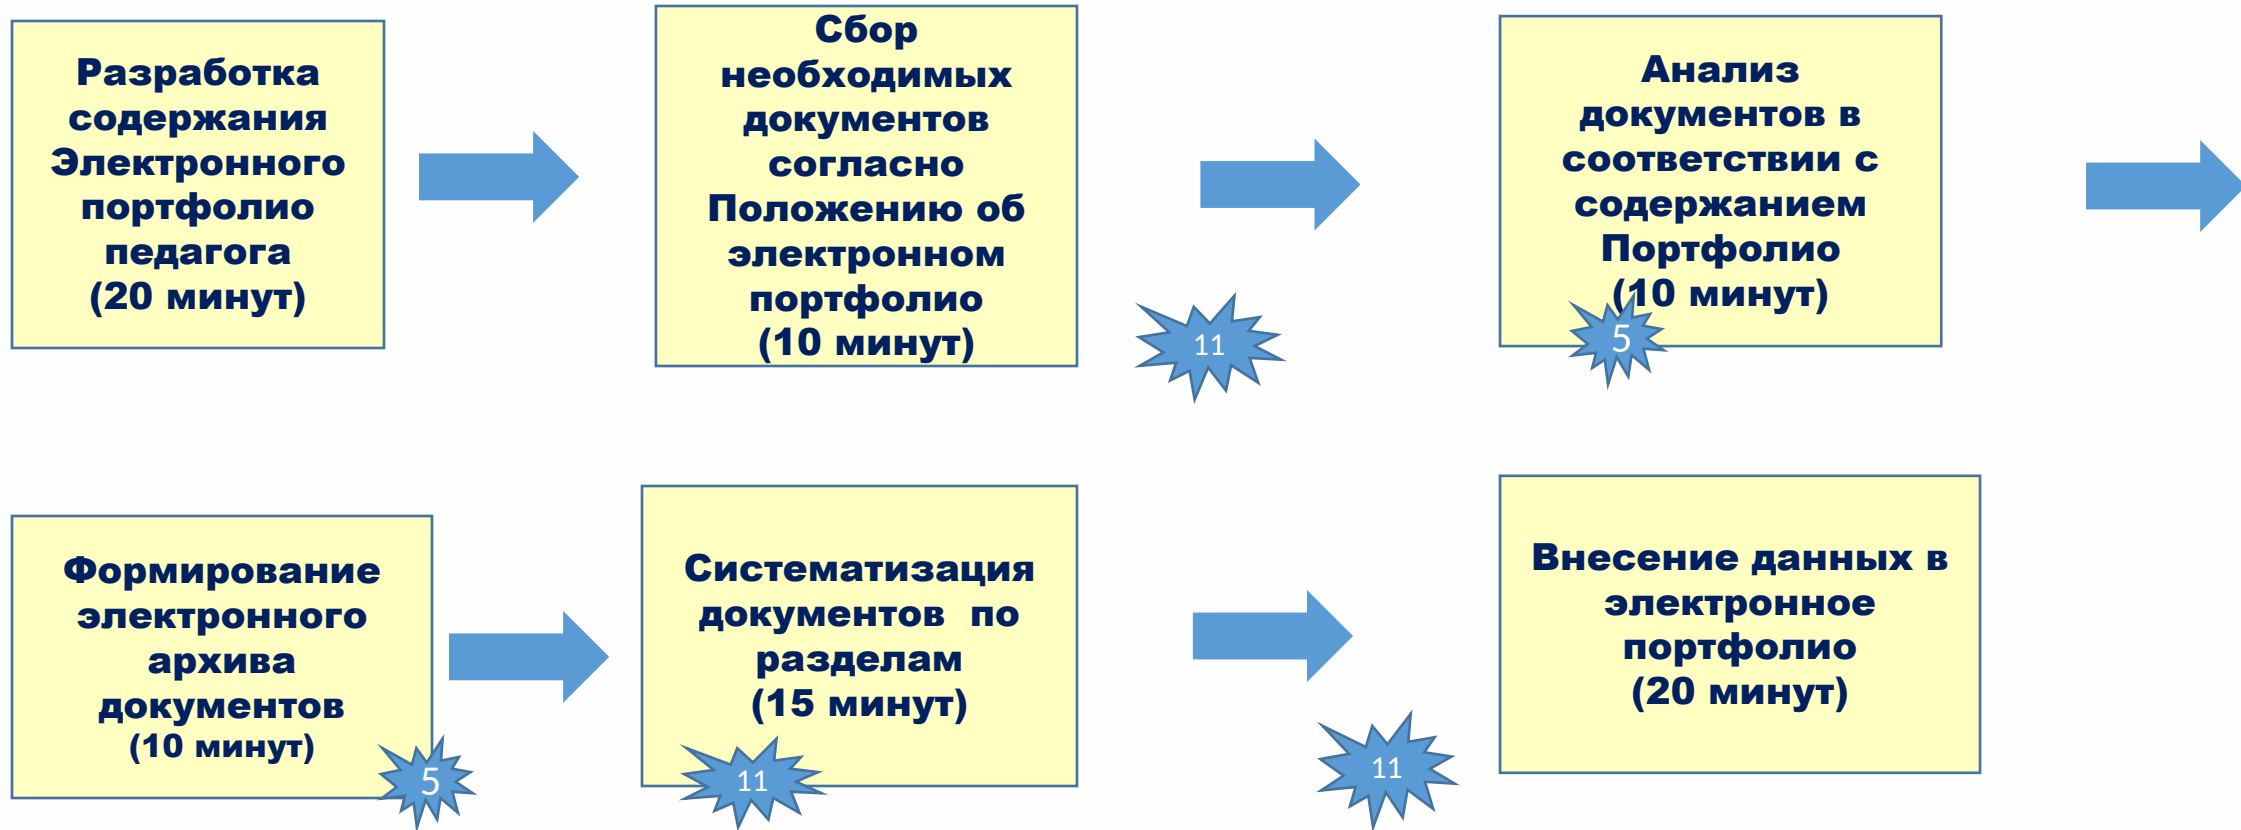 Разработка
содержания
Электронного
портфолио
педагога
(20 минут)
Сбор
необходимых
документов
согласно
Положению об
электронном
портфолио
(10 минут)
11
Анализ
документов в
соответствии с
содержанием
Портфолио
(10 минут)
5
Формирование
электронного
архива
документов
(10 минут)
5
Систематизация
документов по
разделам
(15 минут)
11
11
Внесение данных в
электронное
портфолио
(20 минут)